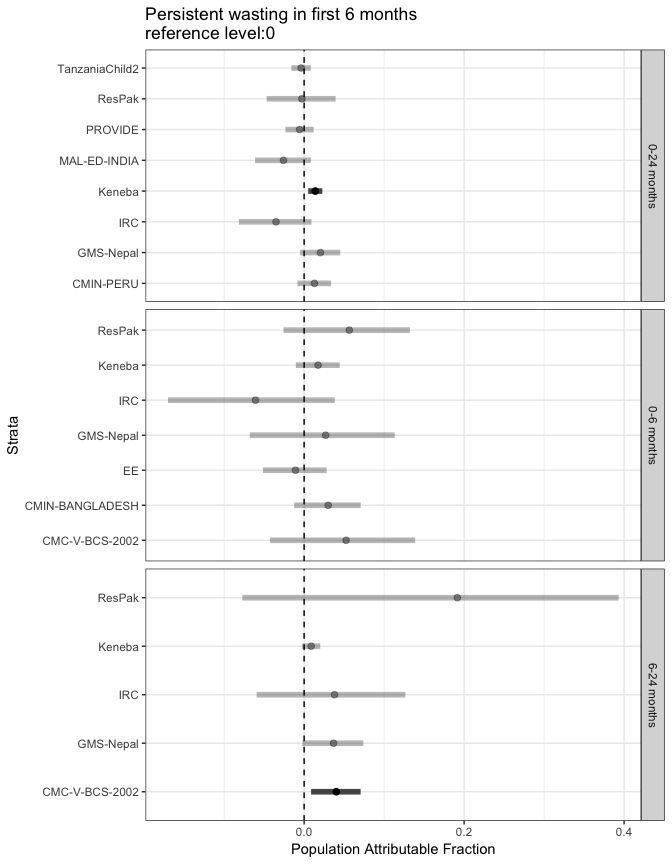 Persistent wasting in first 6 months
reference level:0
TanzaniaChild2
ResPak
PROVIDE
MAL-ED-INDIA
Keneba
IRC
GMS-Nepal
CMIN-PERU
0-24 months
ResPak
Keneba
IRC
GMS-Nepal
EE
CMIN-BANGLADESH
CMC-V-BCS-2002
0-6 months
ResPak
Keneba
IRC
GMS-Nepal
CMC-V-BCS-2002
6-24 months
Strata
0.0
0.2
0.4
Population Attributable Fraction